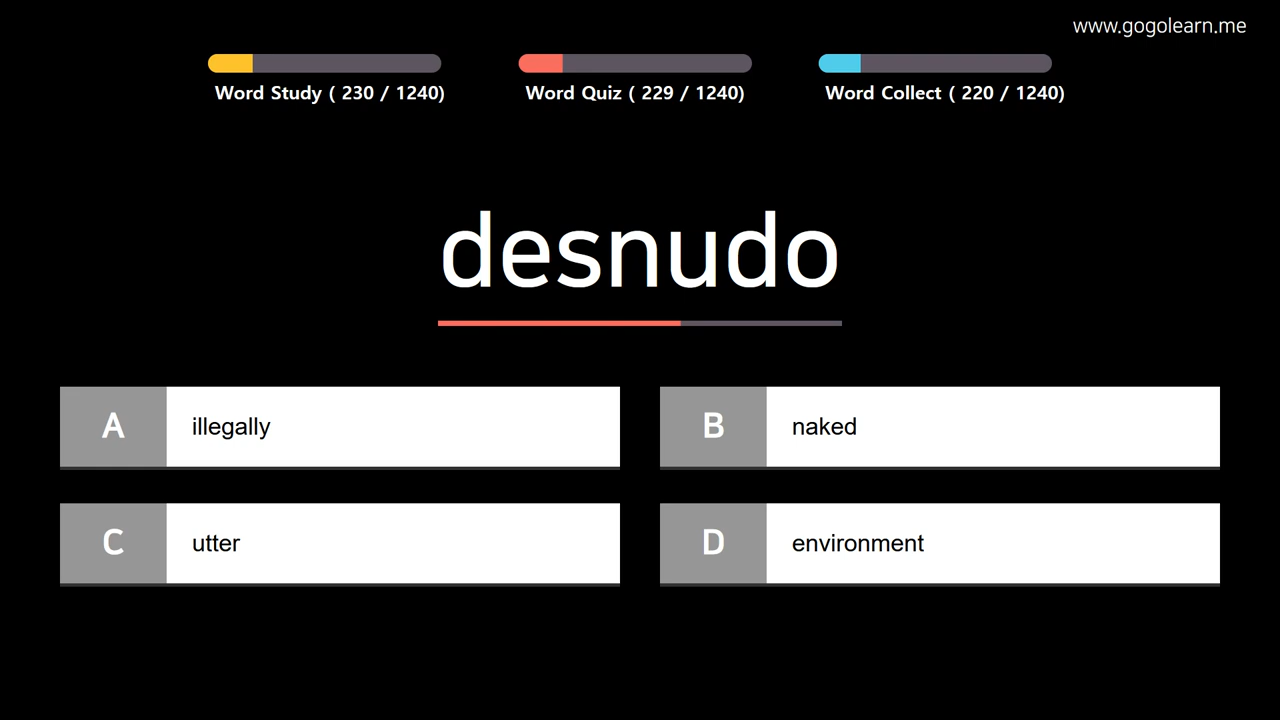 www.gogolearn.me
Word Study ( 230 / 1240)
Word Quiz ( 229 / 1240)
Word Collect ( 220 / 1240)
desnudo
A illegally
B naked
C utter
D environment